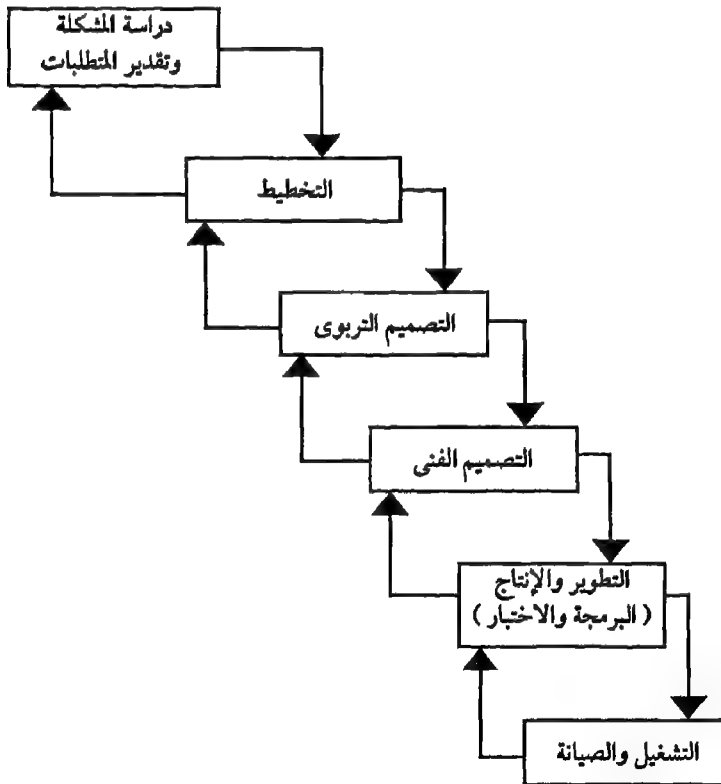 دراسة المشكلة
وتقدير المتطلبات
التخطيط
التصميم التربوى
التصميم الفنى
التطوير والإنتاج
( البرمجة والاختبار )
التشغيل والصيانة